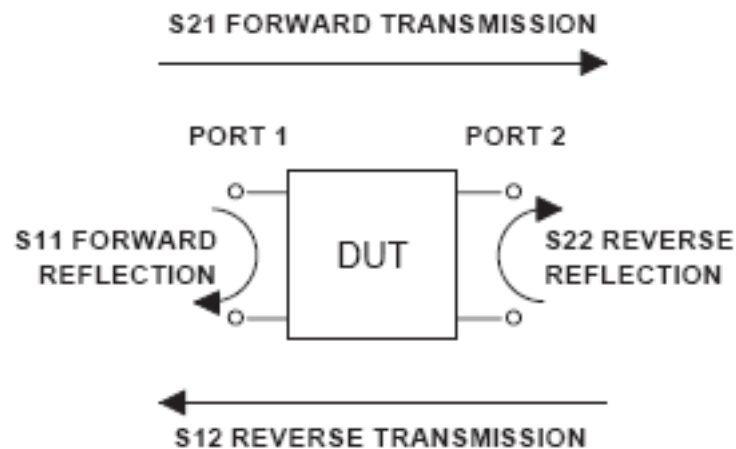 S21 FORWARD TRANSMISSION
PORT 1
PORT 2
S11 FORWARD
REFLECTION
DUT
S22 REVERSE
REFLECTION
S12 REVERSE TRANSMISSION